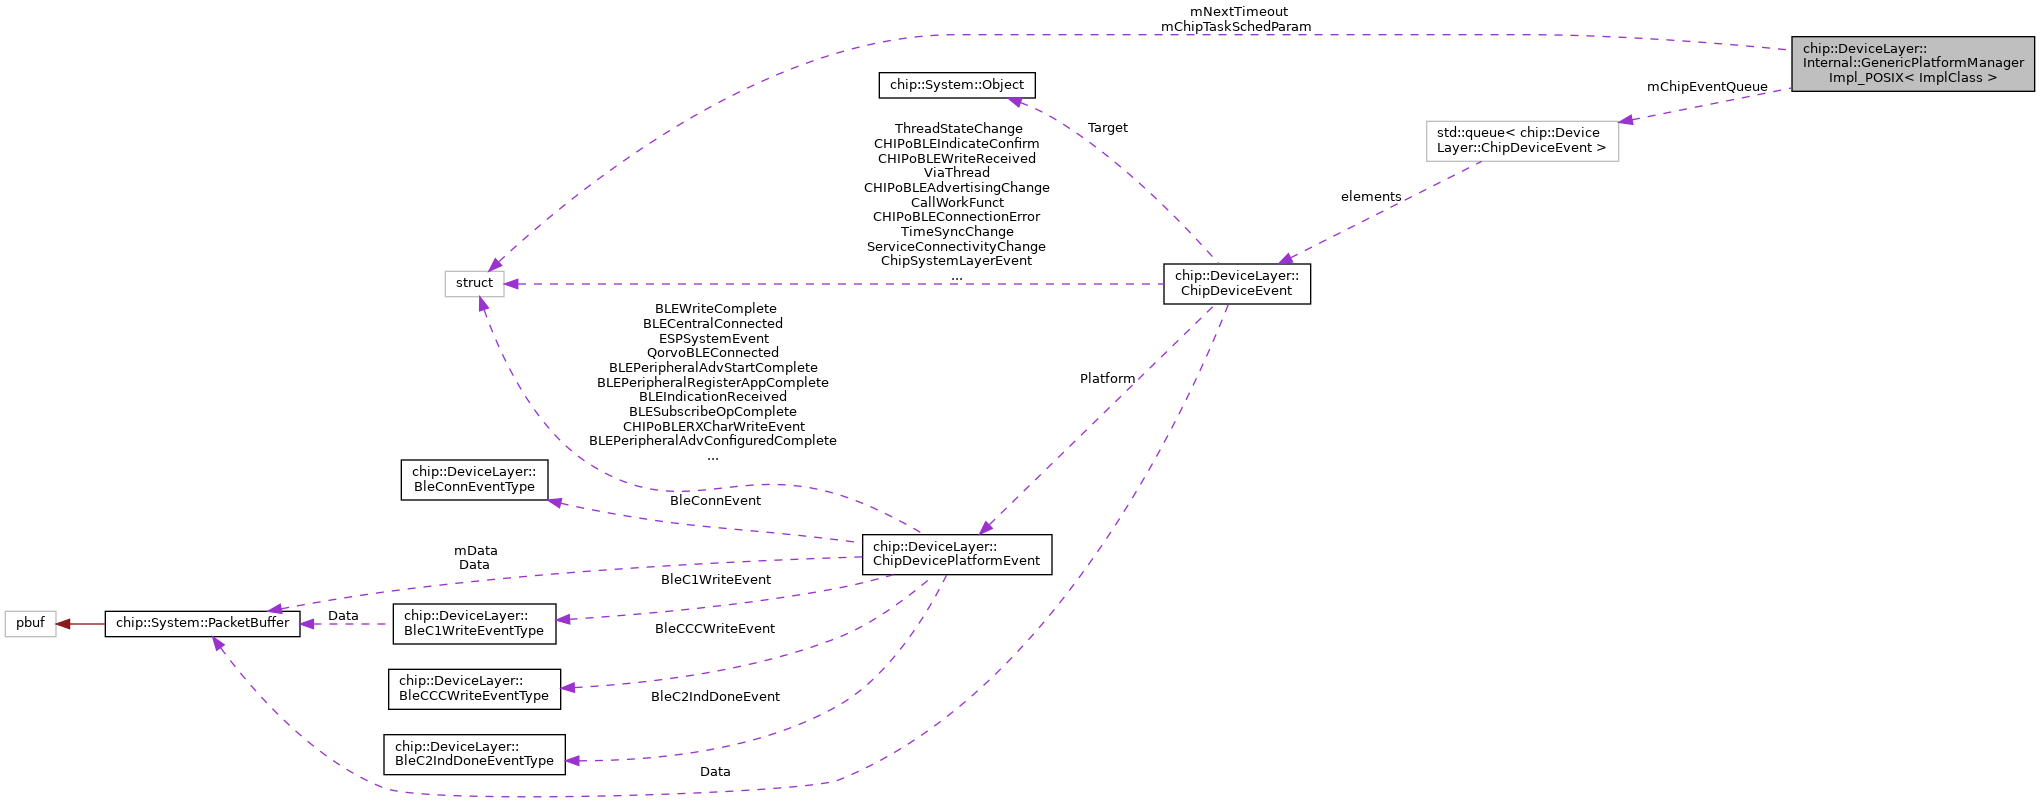 mNextTimeout
mChipTaskSchedParam
chip::DeviceLayer::
Internal::GenericPlatformManager
Impl_POSIX< ImplClass >
chip::System::Object
mChipEventQueue
Target
std::queue< chip::Device
Layer::ChipDeviceEvent >
ThreadStateChange
CHIPoBLEIndicateConfirm
CHIPoBLEWriteReceived
ViaThread
CHIPoBLEAdvertisingChange
CallWorkFunct
CHIPoBLEConnectionError
TimeSyncChange
ServiceConnectivityChange
ChipSystemLayerEvent
...
elements
struct
chip::DeviceLayer::
ChipDeviceEvent
BLEWriteComplete
BLECentralConnected
ESPSystemEvent
QorvoBLEConnected
BLEPeripheralAdvStartComplete
BLEPeripheralRegisterAppComplete
BLEIndicationReceived
BLESubscribeOpComplete
CHIPoBLERXCharWriteEvent
BLEPeripheralAdvConfiguredComplete
...
Platform
chip::DeviceLayer::
BleConnEventType
BleConnEvent
mData
Data
chip::DeviceLayer::
ChipDevicePlatformEvent
BleC1WriteEvent
pbuf
chip::System::PacketBuffer
Data
chip::DeviceLayer::
BleC1WriteEventType
BleCCCWriteEvent
chip::DeviceLayer::
BleCCCWriteEventType
BleC2IndDoneEvent
chip::DeviceLayer::
BleC2IndDoneEventType
Data